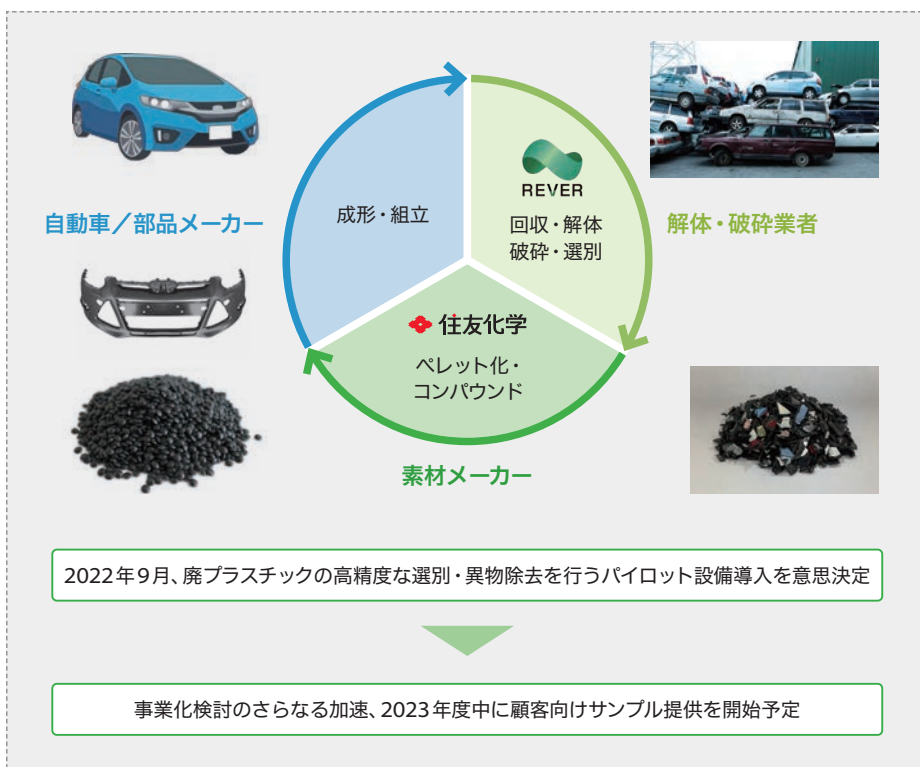 自動車／部品メーカー
成形・組立
REVER
回収・解体
破砕・選別
解体・破砕業者
住友化学
ペレット化・
コンパウンド
素材メーカー
2022年9月、廃プラスチックの高精度な選別・異物除去を行うパイロット設備導入を意思決定
事業化検討のさらなる加速、2023年度中に顧客向けサンプル提供を開始予定